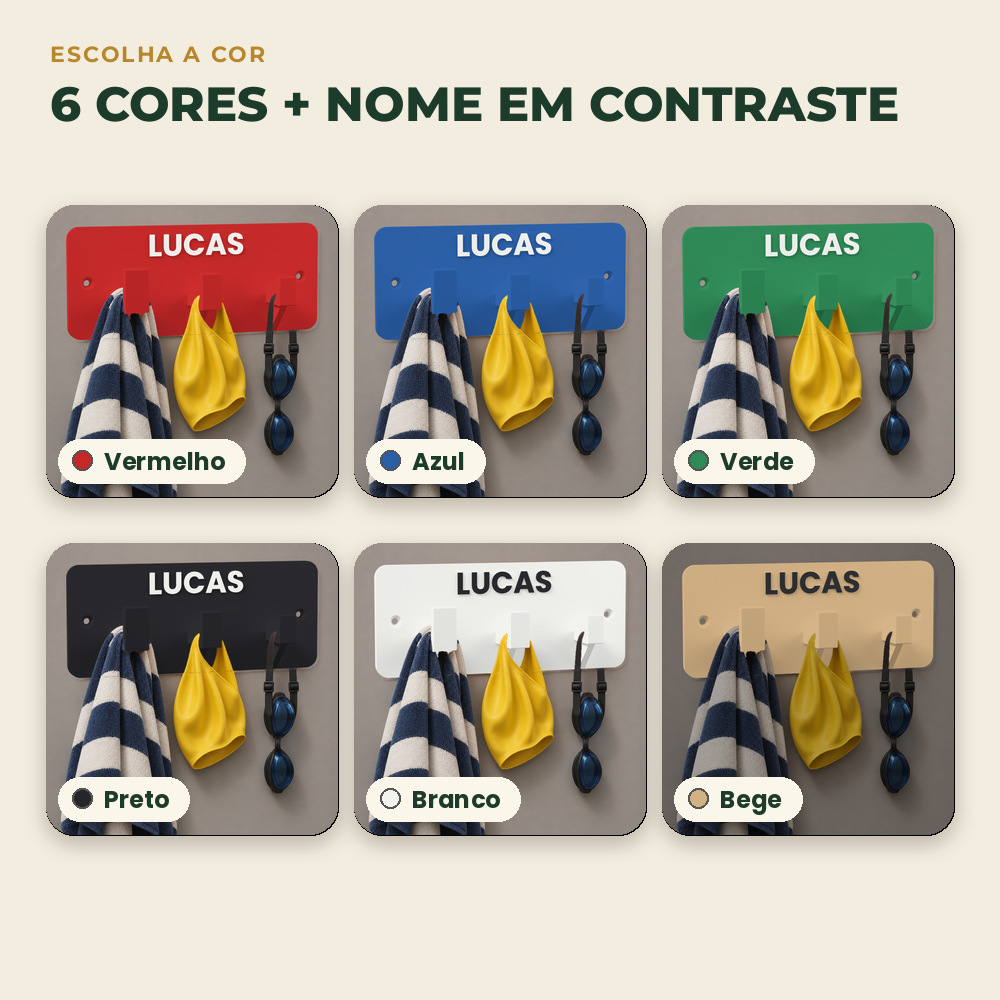 ESCOLHA A COR
6 CORES + NOME EM CONTRASTE
LUCAS
Vermelho
LUCAS
Azul
LUCAS
Verde
LUCAS
Preto
LUCAS
Branco
LUCAS
Bege